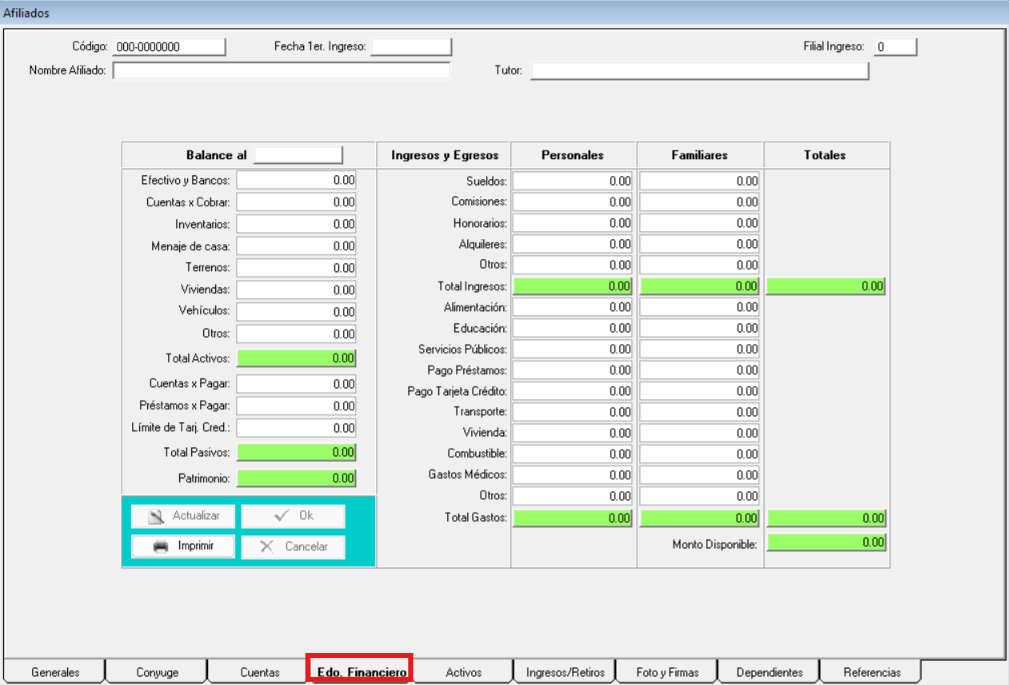 Afiliados
Código: 000-0000000 Fecha 1er. Ingreso: Filial Ingreso: 0
Nombre Afiliado: Tutor:
Balance al Ingresos y Egresos Personales Familiares Totales
Efectivo y Bancos: 0.00 Sueldos: 0.00 0.00
Cuentas x Cobrar: 0.00 Comisiones: 0.00 0.00
Inventarios: 0.00 Honorarios: 0.00 0.00
Menaje de casa: 0.00 Alquileres: 0.00 0.00
Terrenos: 0.00 Otros: 0.00 0.00
Viviendas: 0.00 Total Ingresos: 0.00 0.00 0.00
Vehículos: 0.00 Alimentación: 0.00 0.00
Otros: 0.00 Educación: 0.00 0.00
Total Activos: 0.00 Servicios Públicos: 0.00 0.00
Cuentas x Pagar: 0.00 Pago Préstamos: 0.00 0.00
Préstamos x Pagar: 0.00 Pago Tarjeta Crédito: 0.00 0.00
Límite de Tarj. Cred.: 0.00 Transporte: 0.00 0.00
Total Pasivos: 0.00 Vivienda: 0.00 0.00
Patrimonio: 0.00 Combustible: 0.00 0.00
Gastos Médicos: 0.00 0.00
Otros: 0.00 0.00
Actualizar Ok Total Gastos: 0.00 0.00 0.00
Imprimir Cancelar Monto Disponible: 0.00
Generales Conyuge Cuentas Edo. Financiero Activos Ingresos/Retiros Foto y Firmas Dependientes Referencias